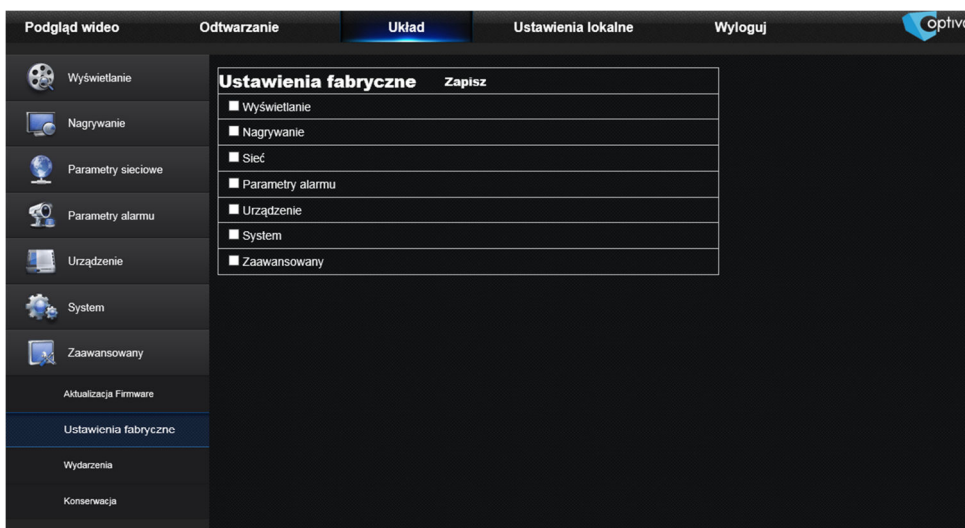 Podgląd wideo Odtwarzanie Układ Ustawienia lokalne Wyloguj
Wyświetlanie
Nagrywanie
Parametry sieciowe
Parametry alarmu
Urządzenie
System
Zaawansowany
Aktualizacja Firmware
Ustawienia fabryczne
Wydarzenia
Konserwacja
Ustawienia fabryczne Zapisz
Wyświetlanie
Nagrywanie
Sieć
Parametry alarmu
Urządzenie
System
Zaawansowany